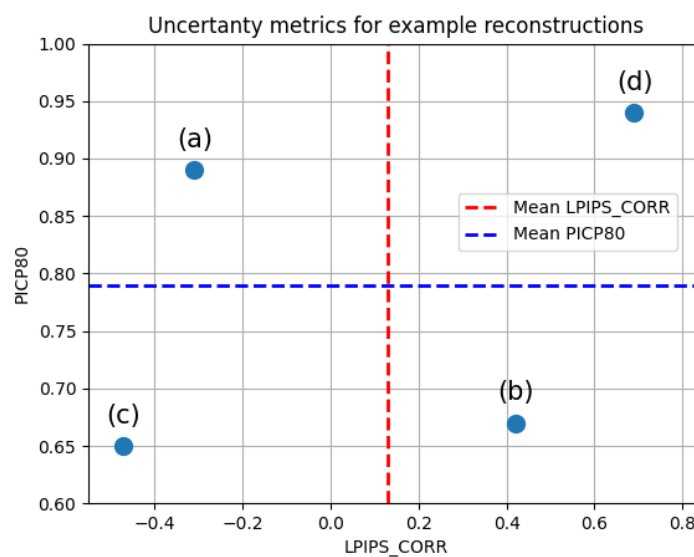 Uncertanty metrics for example reconstructions
1.00
0.95
0.90
0.85
0.80
0.75
0.70
0.65
0.60
PICP80
(d)
(a)
Mean LPIPS_CORR
Mean PICP80
(b)
(c)
−0.4
−0.2
0.0
0.2
0.4
0.6
0.8
LPIPS_CORR